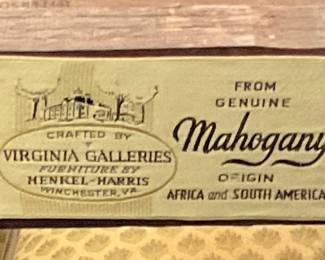 CRAFTED BY
VIRGINIA GALLERIES
FURNITURE BY
HENKEL-HARRIS
WINCHESTER, VA.
FROM
GENUINE
Mahogany
ORIGIN
AFRICA and SOUTH AMERICA